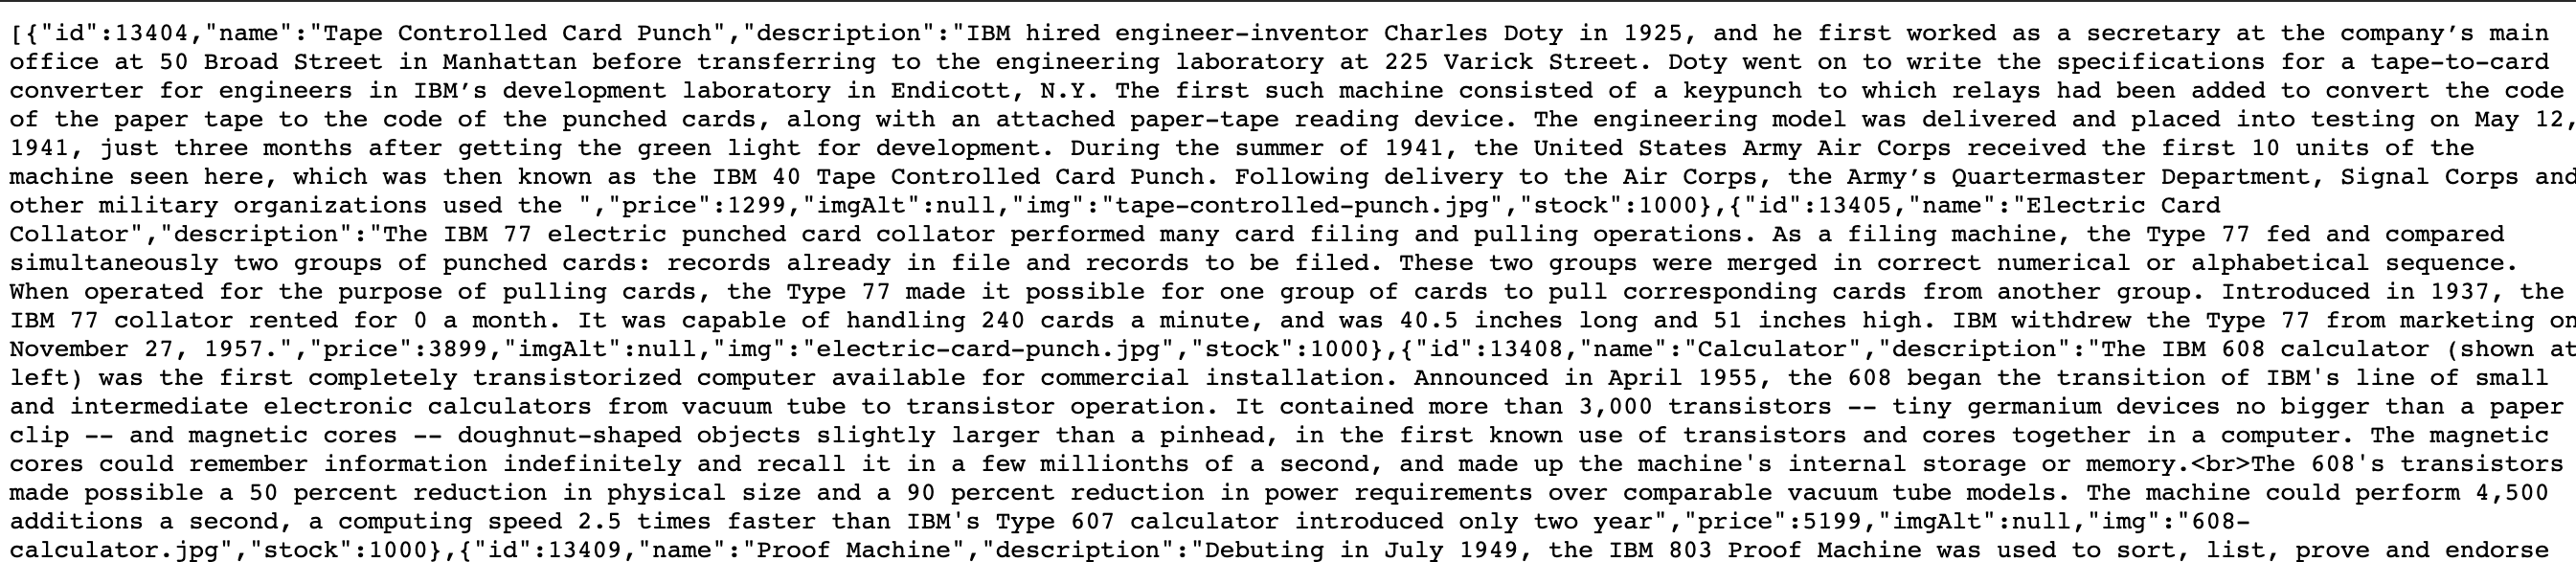 [{"id":13404,"name":"Tape Controlled Card Punch","description":"IBM hired engineer-inventor Charles Doty in 1925, and he first worked as a secretary at the company’s main
office at 50 Broad Street in Manhattan before transferring to the engineering laboratory at 225 Varick Street. Doty went on to write the specifications for a tape-to-card
converter for engineers in IBM’s development laboratory in Endicott, N.Y. The first such machine consisted of a keypunch to which relays had been added to convert the code
of the paper tape to the code of the punched cards, along with an attached paper-tape reading device. The engineering model was delivered and placed into testing on May 12,
1941, just three months after getting the green light for development. During the summer of 1941, the United States Army Air Corps received the first 10 units of the
machine seen here, which was then known as the IBM 40 Tape Controlled Card Punch. Following delivery to the Air Corps, the Army’s Quartermaster Department, Signal Corps and
other military organizations used the ","price":1299,"imgAlt":null,"img":"tape-controlled-punch.jpg","stock":1000},{"id":13405,"name":"Electric Card
Collator","description":"The IBM 77 electric punched card collator performed many card filing and pulling operations. As a filing machine, the Type 77 fed and compared
simultaneously two groups of punched cards: records already in file and records to be filed. These two groups were merged in correct numerical or alphabetical sequence.
When operated for the purpose of pulling cards, the Type 77 made it possible for one group of cards to pull corresponding cards from another group. Introduced in 1937, the
IBM 77 collator rented for 0 a month. It was capable of handling 240 cards a minute, and was 40.5 inches long and 51 inches high. IBM withdrew the Type 77 from marketing on
November 27, 1957.","price":3899,"imgAlt":null,"img":"electric-card-punch.jpg","stock":1000},{"id":13408,"name":"Calculator","description":"The IBM 608 calculator (shown at
left) was the first completely transistorized computer available for commercial installation. Announced in April 1955, the 608 began the transition of IBM's line of small
and intermediate electronic calculators from vacuum tube to transistor operation. It contained more than 3,000 transistors -- tiny germanium devices no bigger than a paper
clip -- and magnetic cores -- doughnut-shaped objects slightly larger than a pinhead, in the first known use of transistors and cores together in a computer. The magnetic
cores could remember information indefinitely and recall it in a few millionths of a second, and made up the machine's internal storage or memory.<br>The 608's transistors
made possible a 50 percent reduction in physical size and a 90 percent reduction in power requirements over comparable vacuum tube models. The machine could perform 4,500
additions a second, a computing speed 2.5 times faster than IBM's Type 607 calculator introduced only two year","price":5199,"imgAlt":null,"img":"608-
calculator.jpg","stock":1000},{"id":13409,"name":"Proof Machine","description":"Debuting in July 1949, the IBM 803 Proof Machine was used to sort, list, prove and endorse